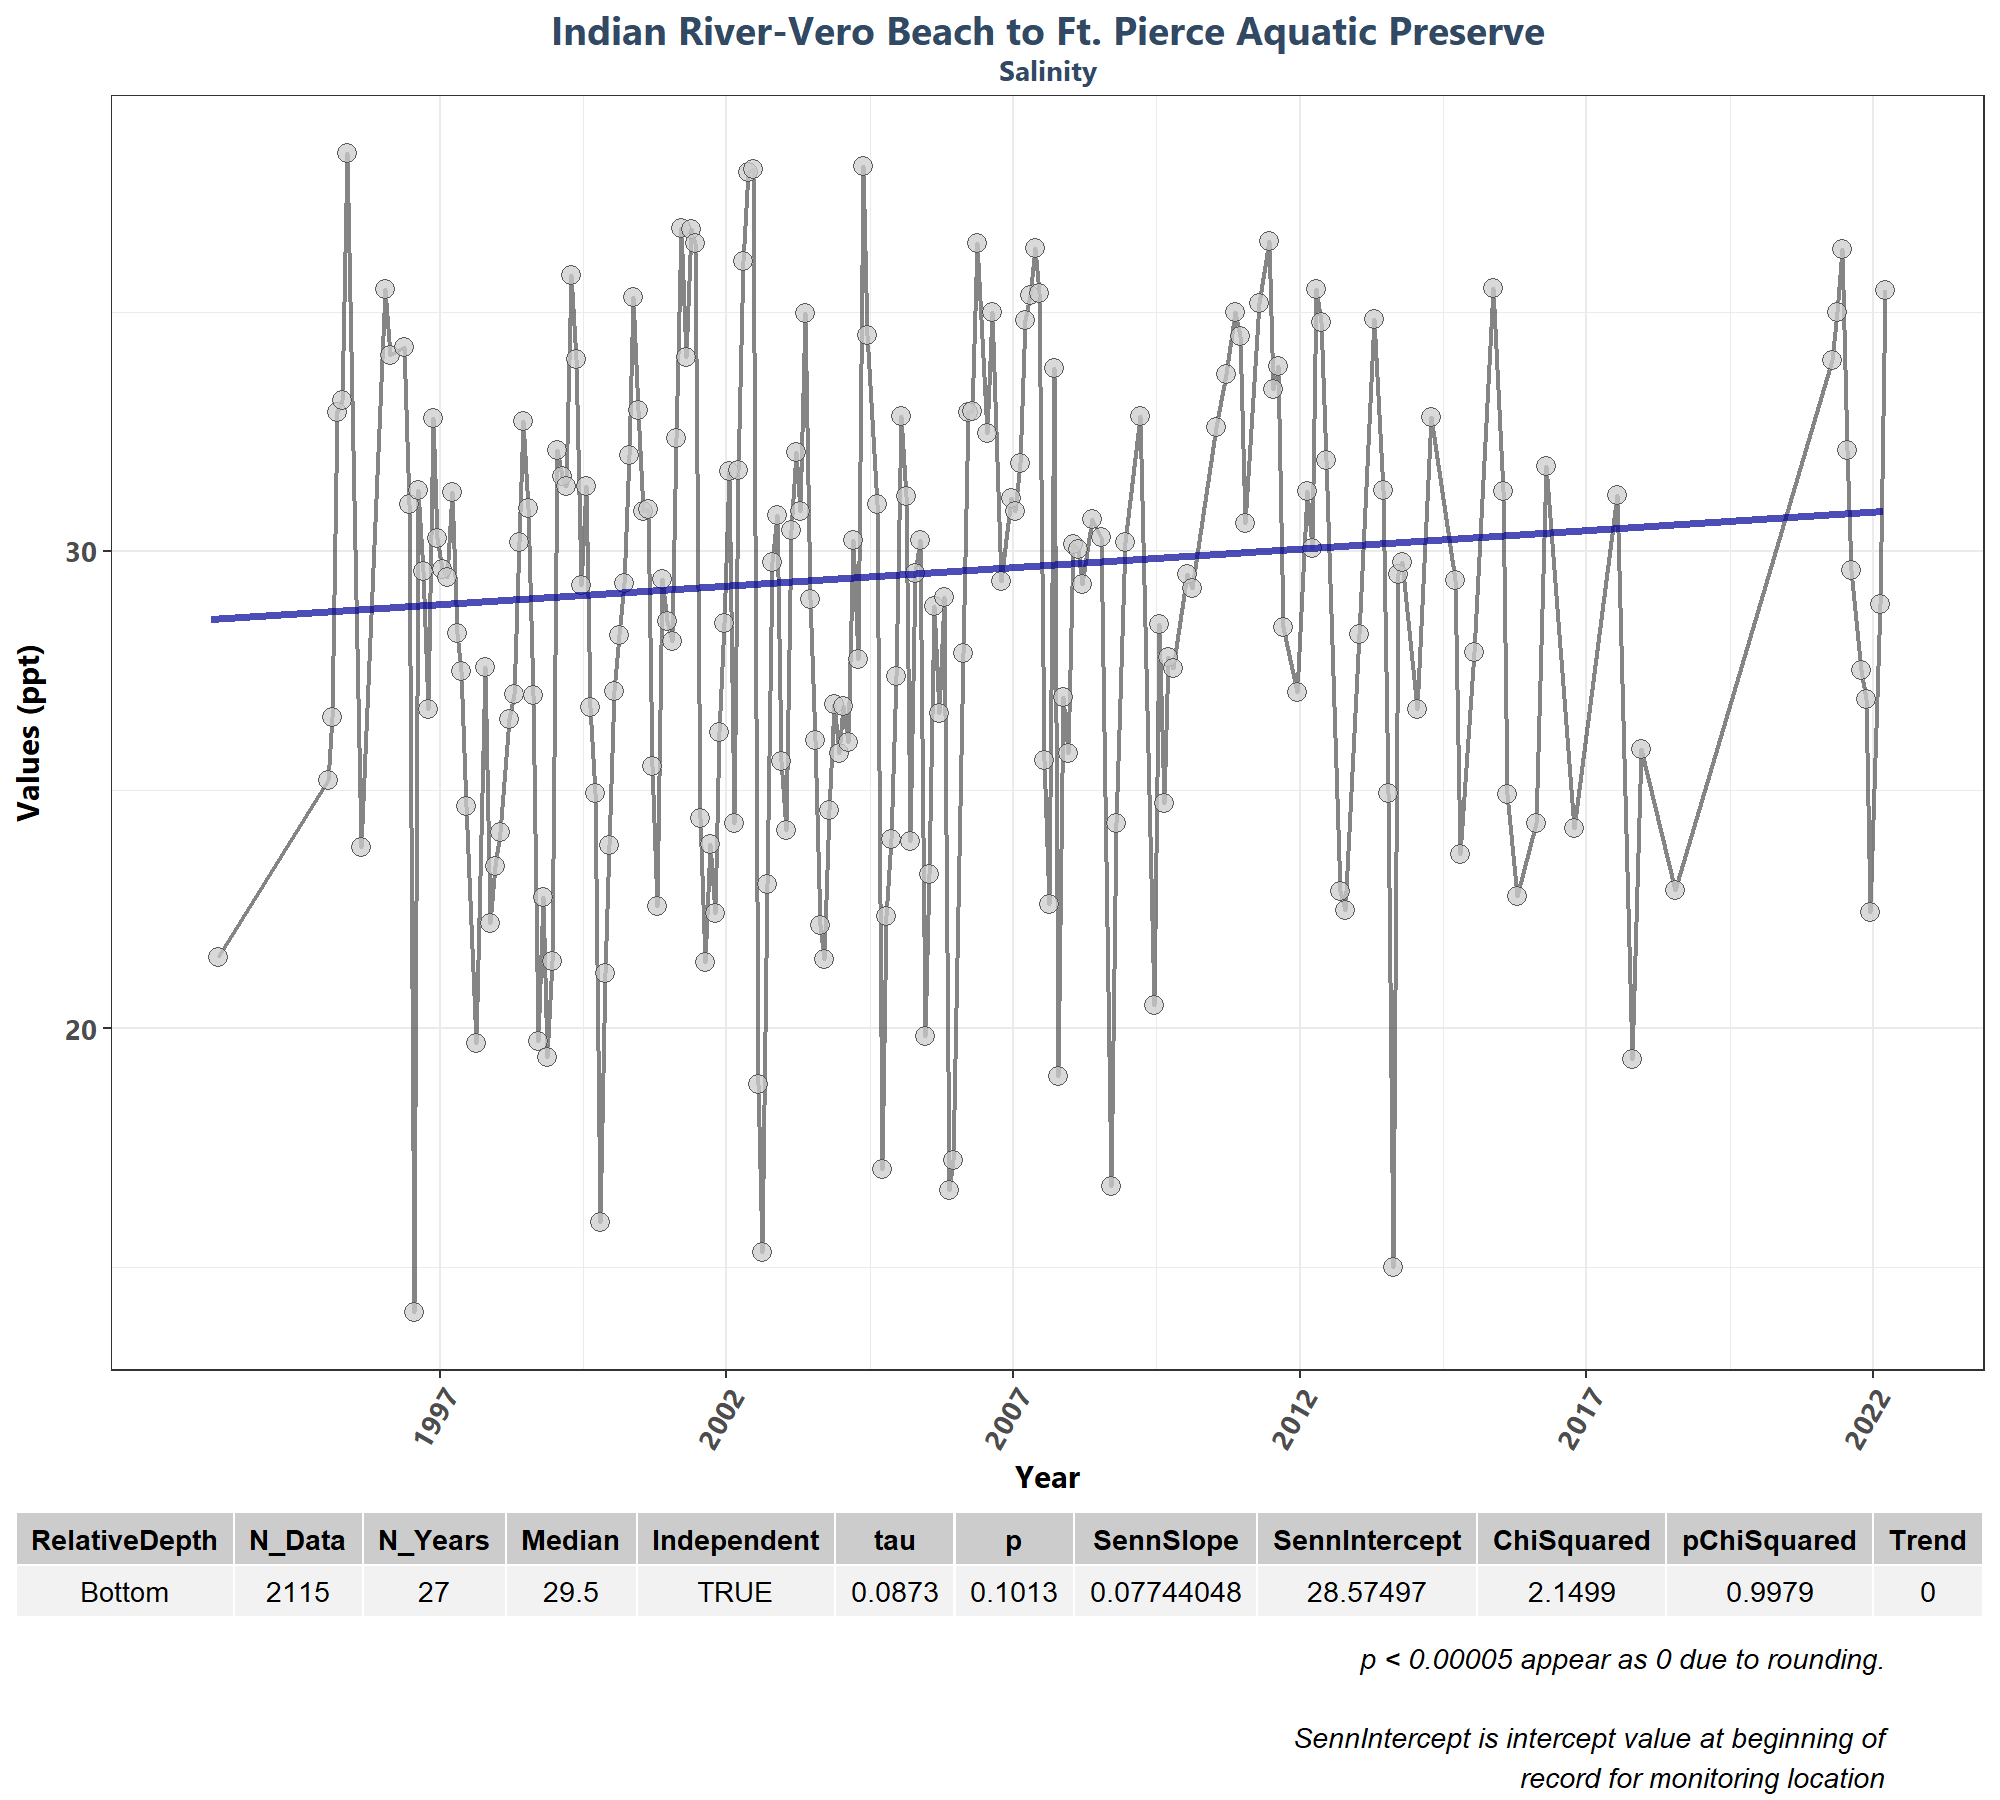 Indian River-Vero Beach to Ft. Pierce Aquatic Preserve
Salinity
Values (ppt)
30
20
1997
2002
2007
2012
2017
2022
Year
RelativeDepth N_Data N_Years Median Independent tau p SennSlope SennIntercept ChiSquared pChiSquared Trend
Bottom 2115 27 29.5 TRUE 0.0873 0.1013 0.07744048 28.57497 2.1499 0.9979 0
p < 0.00005 appear as 0 due to rounding.
SennIntercept is intercept value at beginning of
record for monitoring location